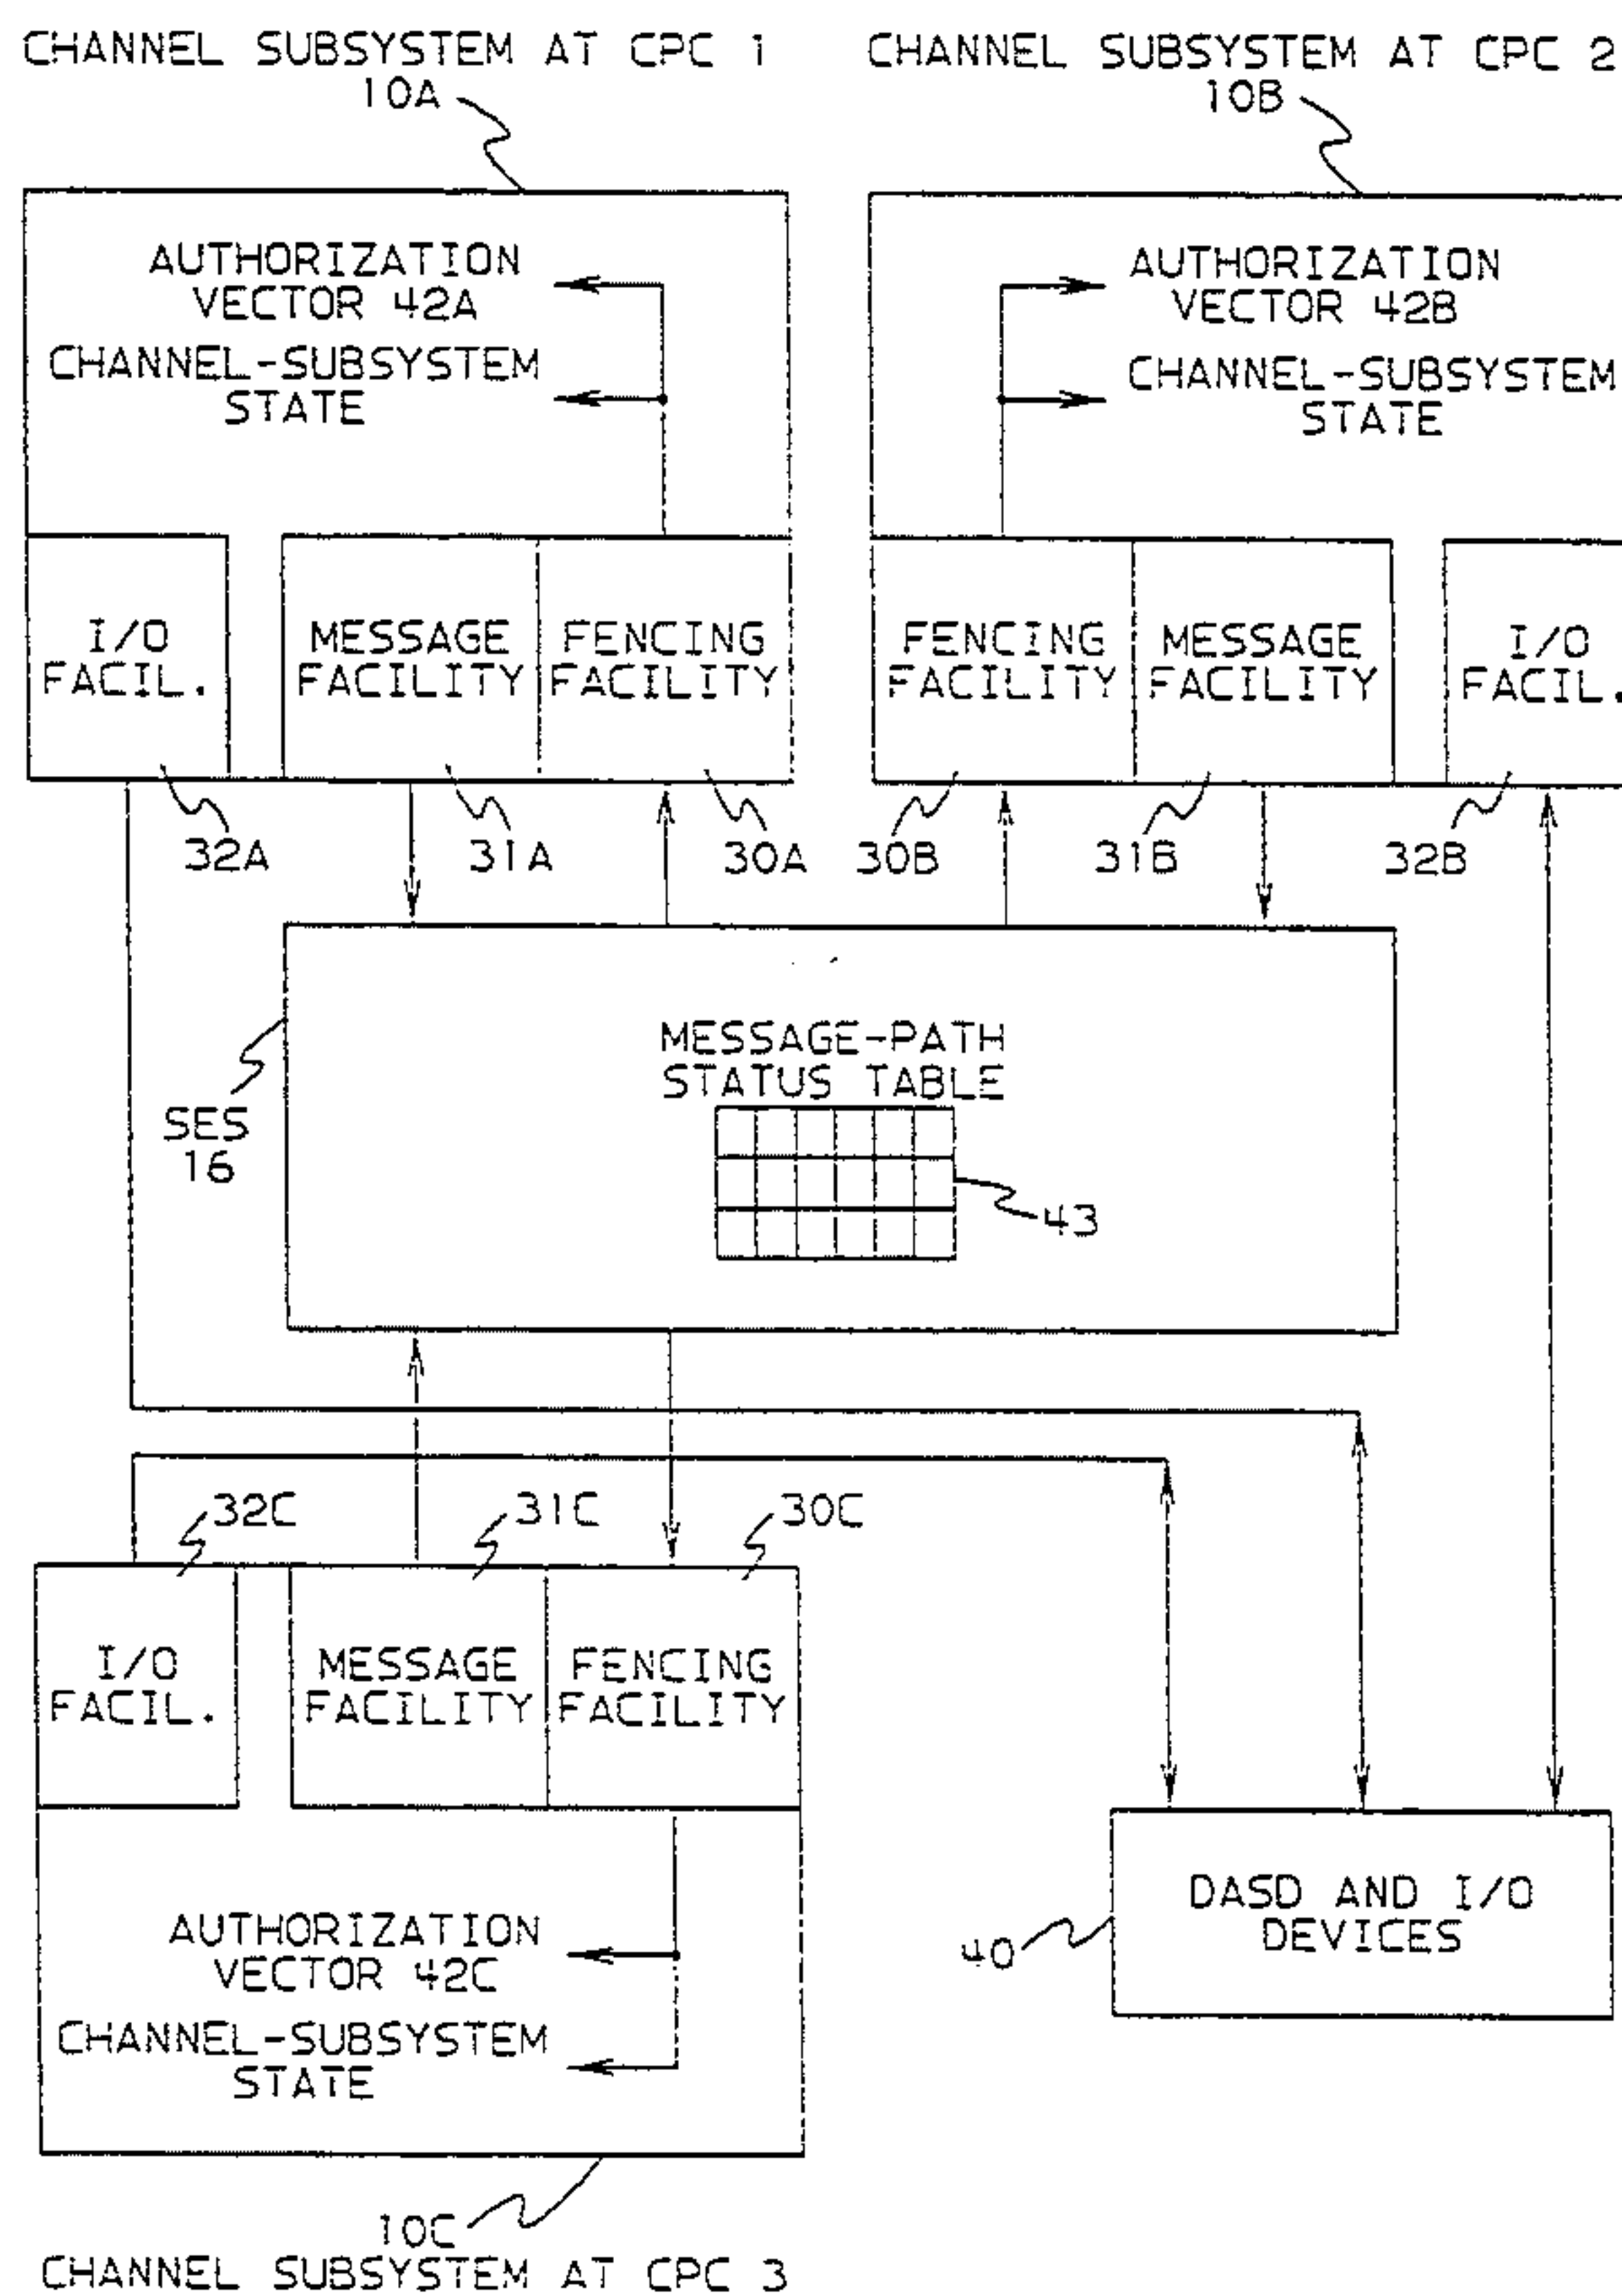 CHANNEL SUBSYSTEM AT CPC 1
10A
CHANNEL SUBSYSTEM AT CPC 2
10B
AUTHORIZATION
VECTOR 42A
CHANNEL-SUBSYSTEM
STATE
AUTHORIZATION
VECTOR 42B
CHANNEL-SUBSYSTEM
STATE
I/O
FACIL.
MESSAGE
FACILITY
FENCING
FACILITY
FENCING
FACILITY
MESSAGE
FACILITY
I/O
FACIL.
32A
31A
30A
30B
31B
32B
MESSAGE-PATH
STATUS TABLE
SES
16
43
32C
31C
30C
I/O
FACIL.
MESSAGE
FACILITY
FENCING
FACILITY
AUTHORIZATION
VECTOR 42C
CHANNEL-SUBSYSTEM
STATE
DASD AND I/O
DEVICES
40
10C
CHANNEL SUBSYSTEM AT CPC 3